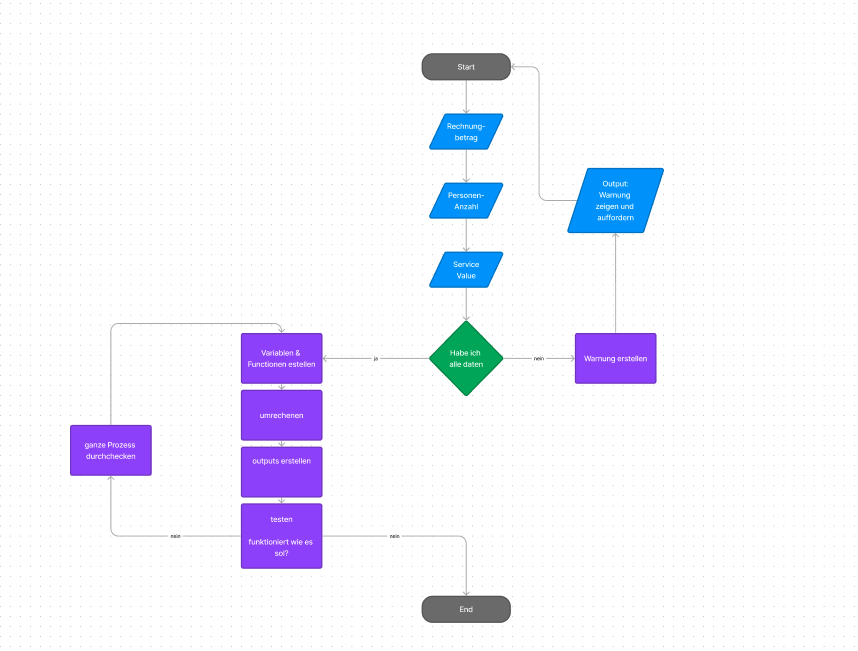 Start
Rechnung-
betrag
Personen-
Anzahl
Output:
Warnung
zeigen und
auffordern
Service
Value
Habe ich
alle daten
ja
nein
Warnung erstellen
Variablen &
Funktionen estellen
umrechenen
outputs erstellen
testen
funktioniert wie es
sol?
ganze Prozess
durchchecken
nein
nein
End